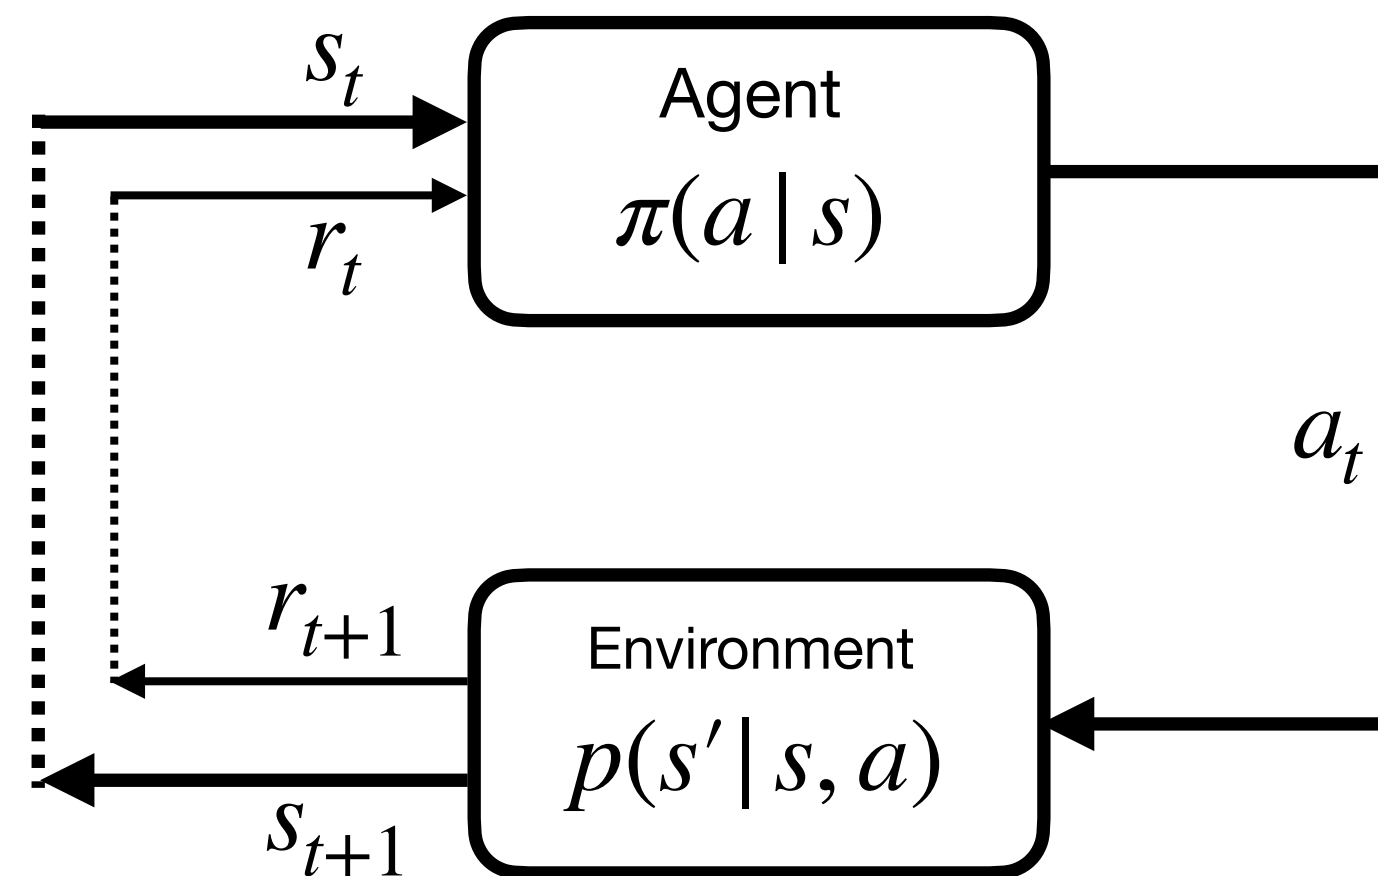 s_t
Agent
π(a | s)
r_t
a_t
r_{t+1}
Environment
p(s′ | s, a)
s_{t+1}